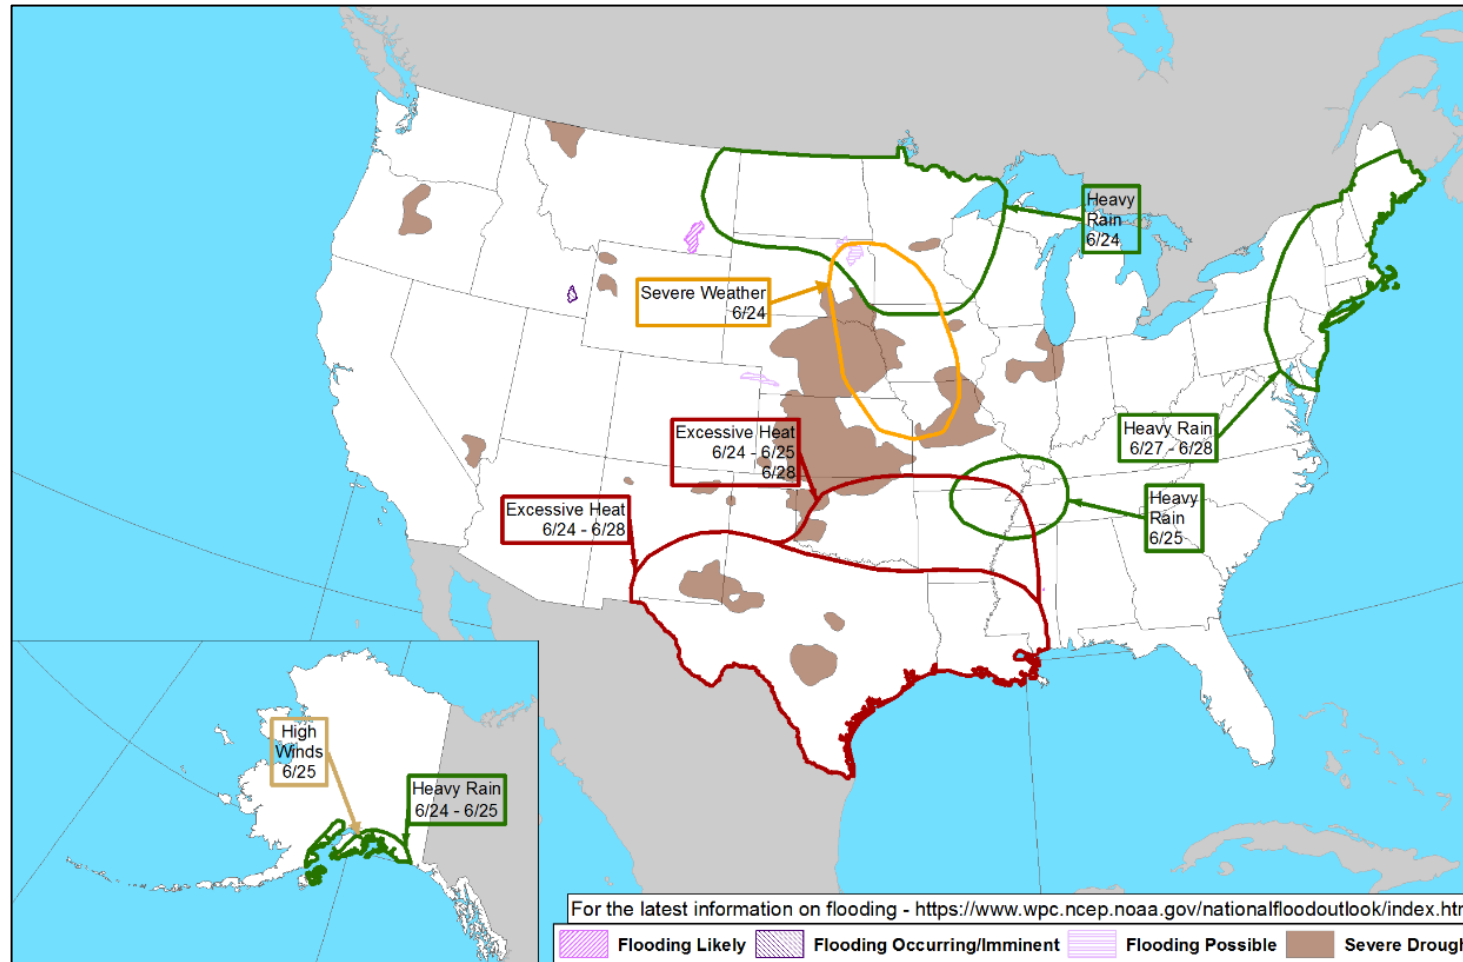 Heavy
Rain
6/24
Severe Weather
6/24
Excessive Heat
6/24 - 6/25
6/28
Heavy Rain
6/27 - 6/28
Excessive Heat
6/24 - 6/28
Heavy
Rain
6/25
High
Winds
6/25
Heavy Rain
6/24 - 6/25
For the latest information on flooding - https://www.wpc.ncep.noaa.gov/nationalfloodoutlook/index.htm
Flooding Likely
Flooding Occurring/Imminent
Flooding Possible
Severe Drough